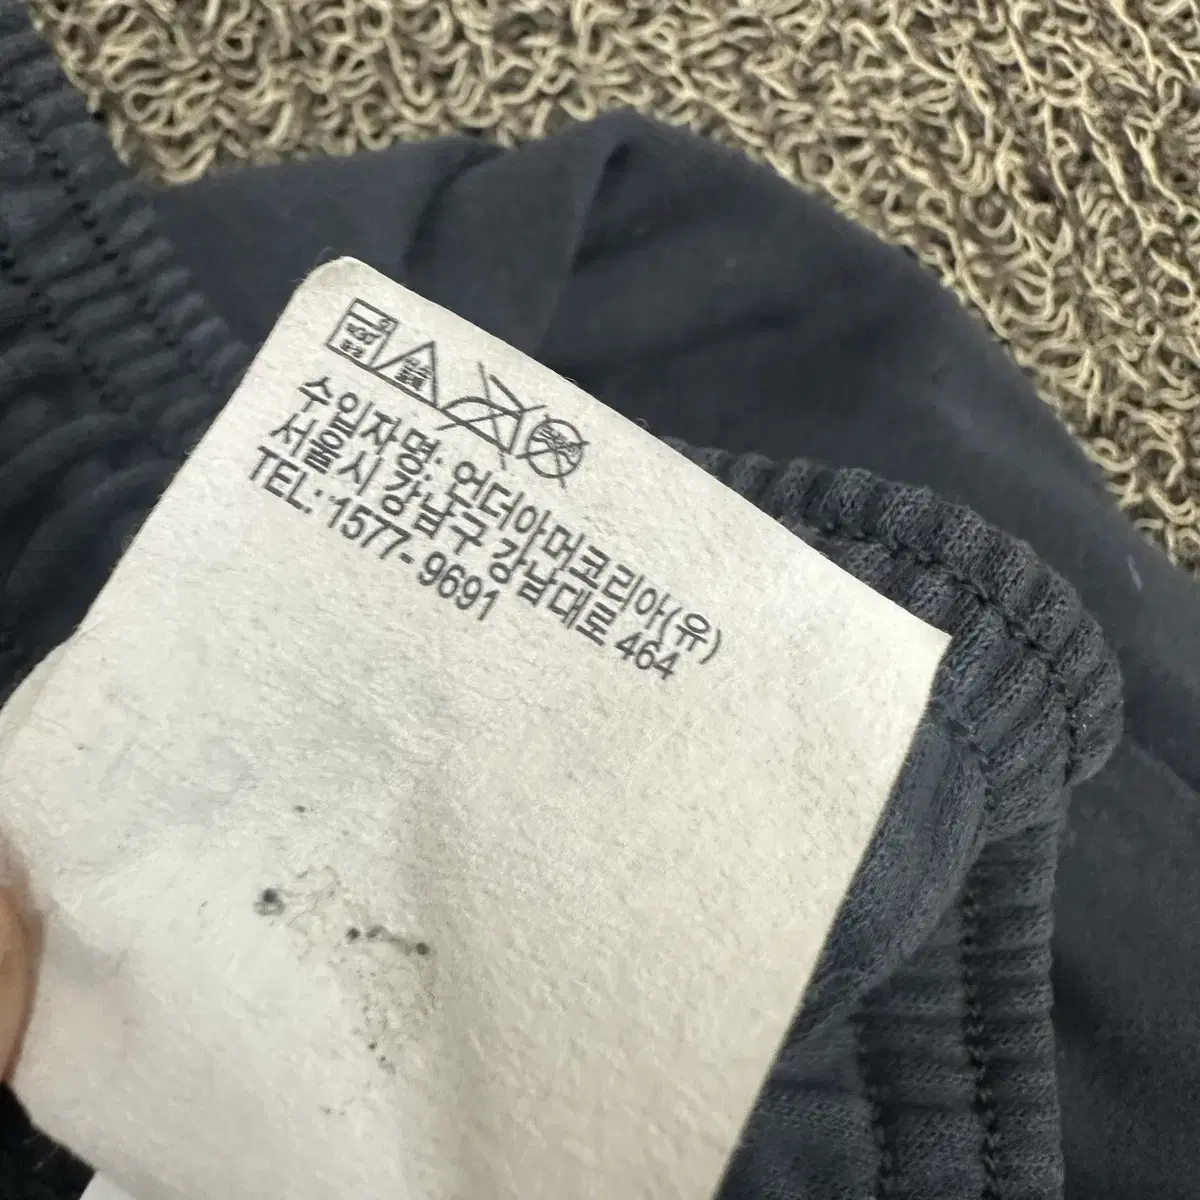 수입자명: 언더아머코리아(유)
서울시 강남구 강남대로 464
TEL: 1577-9691